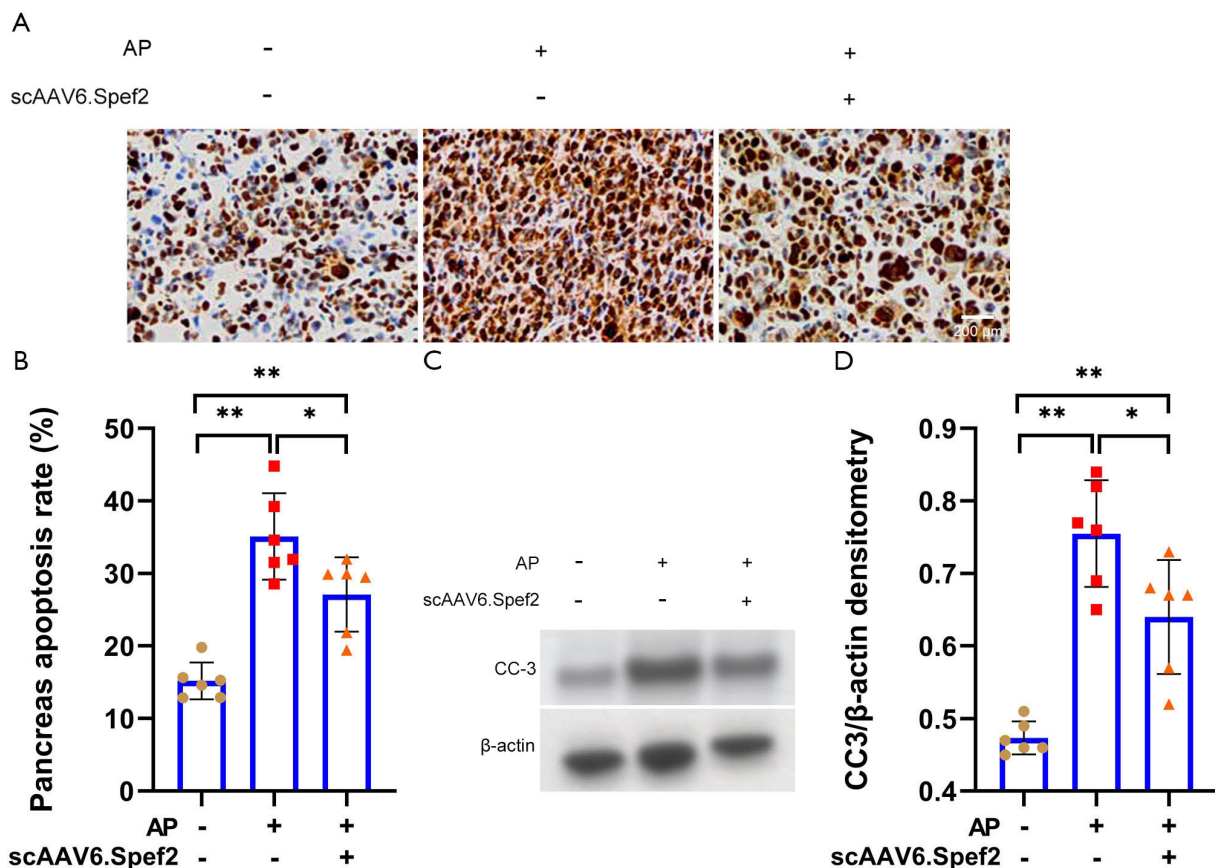 A
AP - + +
scAAV6.Spef2 - - +
200 μm
B
**
** *
Pancreas apoptosis rate (%)
50
40
30
20
10
0
AP - + +
scAAV6.Spef2 - - +
C
AP - + +
scAAV6.Spef2 - - +
CC-3
β-actin
D
**
** *
CC3/β-actin densitometry
0.9
0.8
0.7
0.6
0.5
0.4
AP - + +
scAAV6.Spef2 - - +